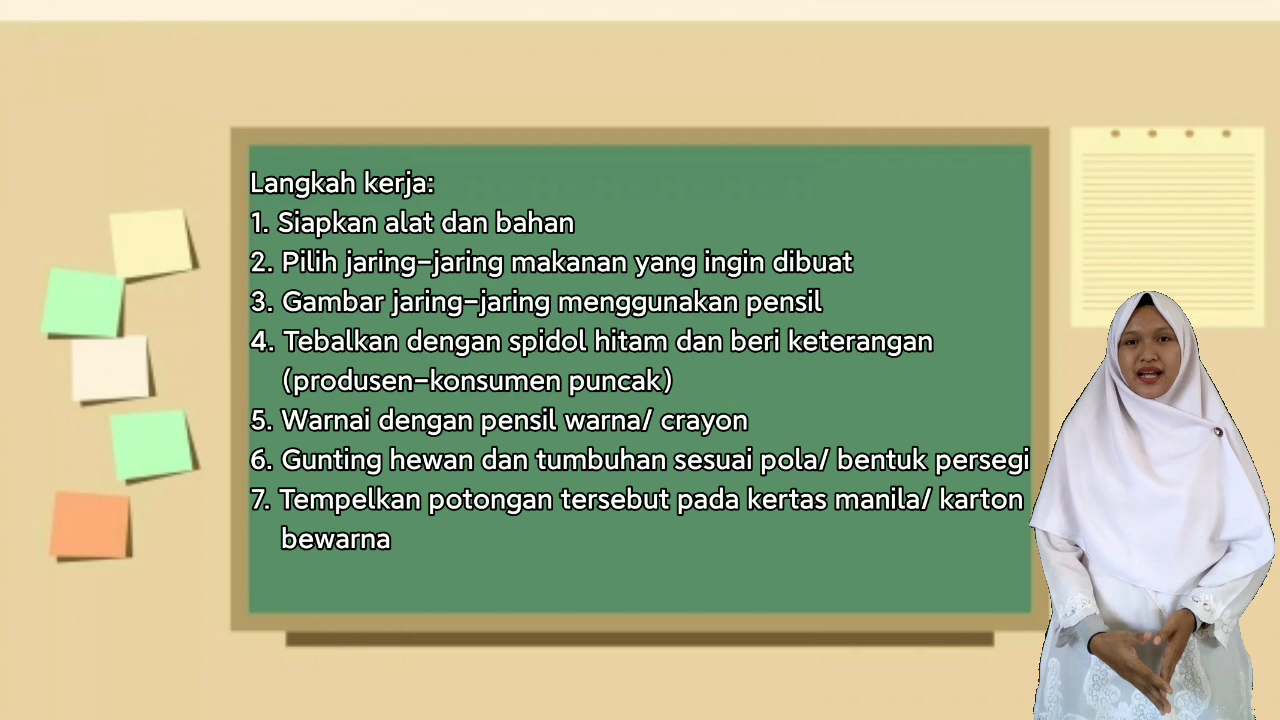 Langkah kerja:
1. Siapkan alat dan bahan
2. Pilih jaring-jaring makanan yang ingin dibuat
3. Gambar jaring-jaring menggunakan pensil
4. Tebalkan dengan spidol hitam dan beri keterangan
(produsen-konsumen puncak)
5. Warnai dengan pensil warna/ crayon
6. Gunting hewan dan tumbuhan sesuai pola/ bentuk persegi
7. Tempelkan potongan tersebut pada kertas manila/ karton
bewarna